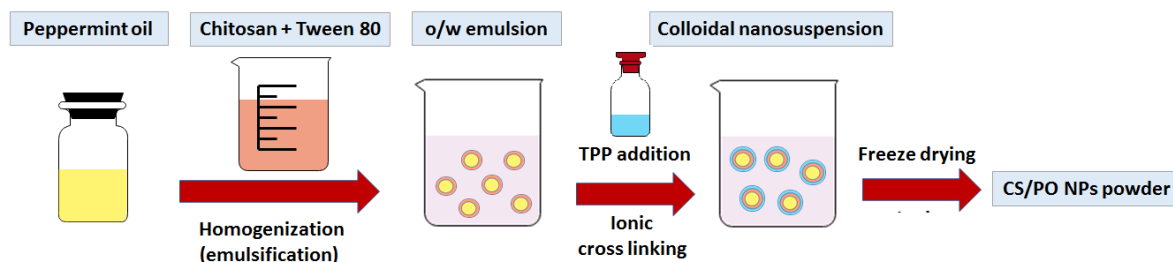 Peppermint oil
Chitosan + Tween 80
o/w emulsion
Colloidal nanosuspension
TPP addition
Freeze drying
CS/PO NPs powder
Homogenization
(emulsification)
Ionic
cross linking